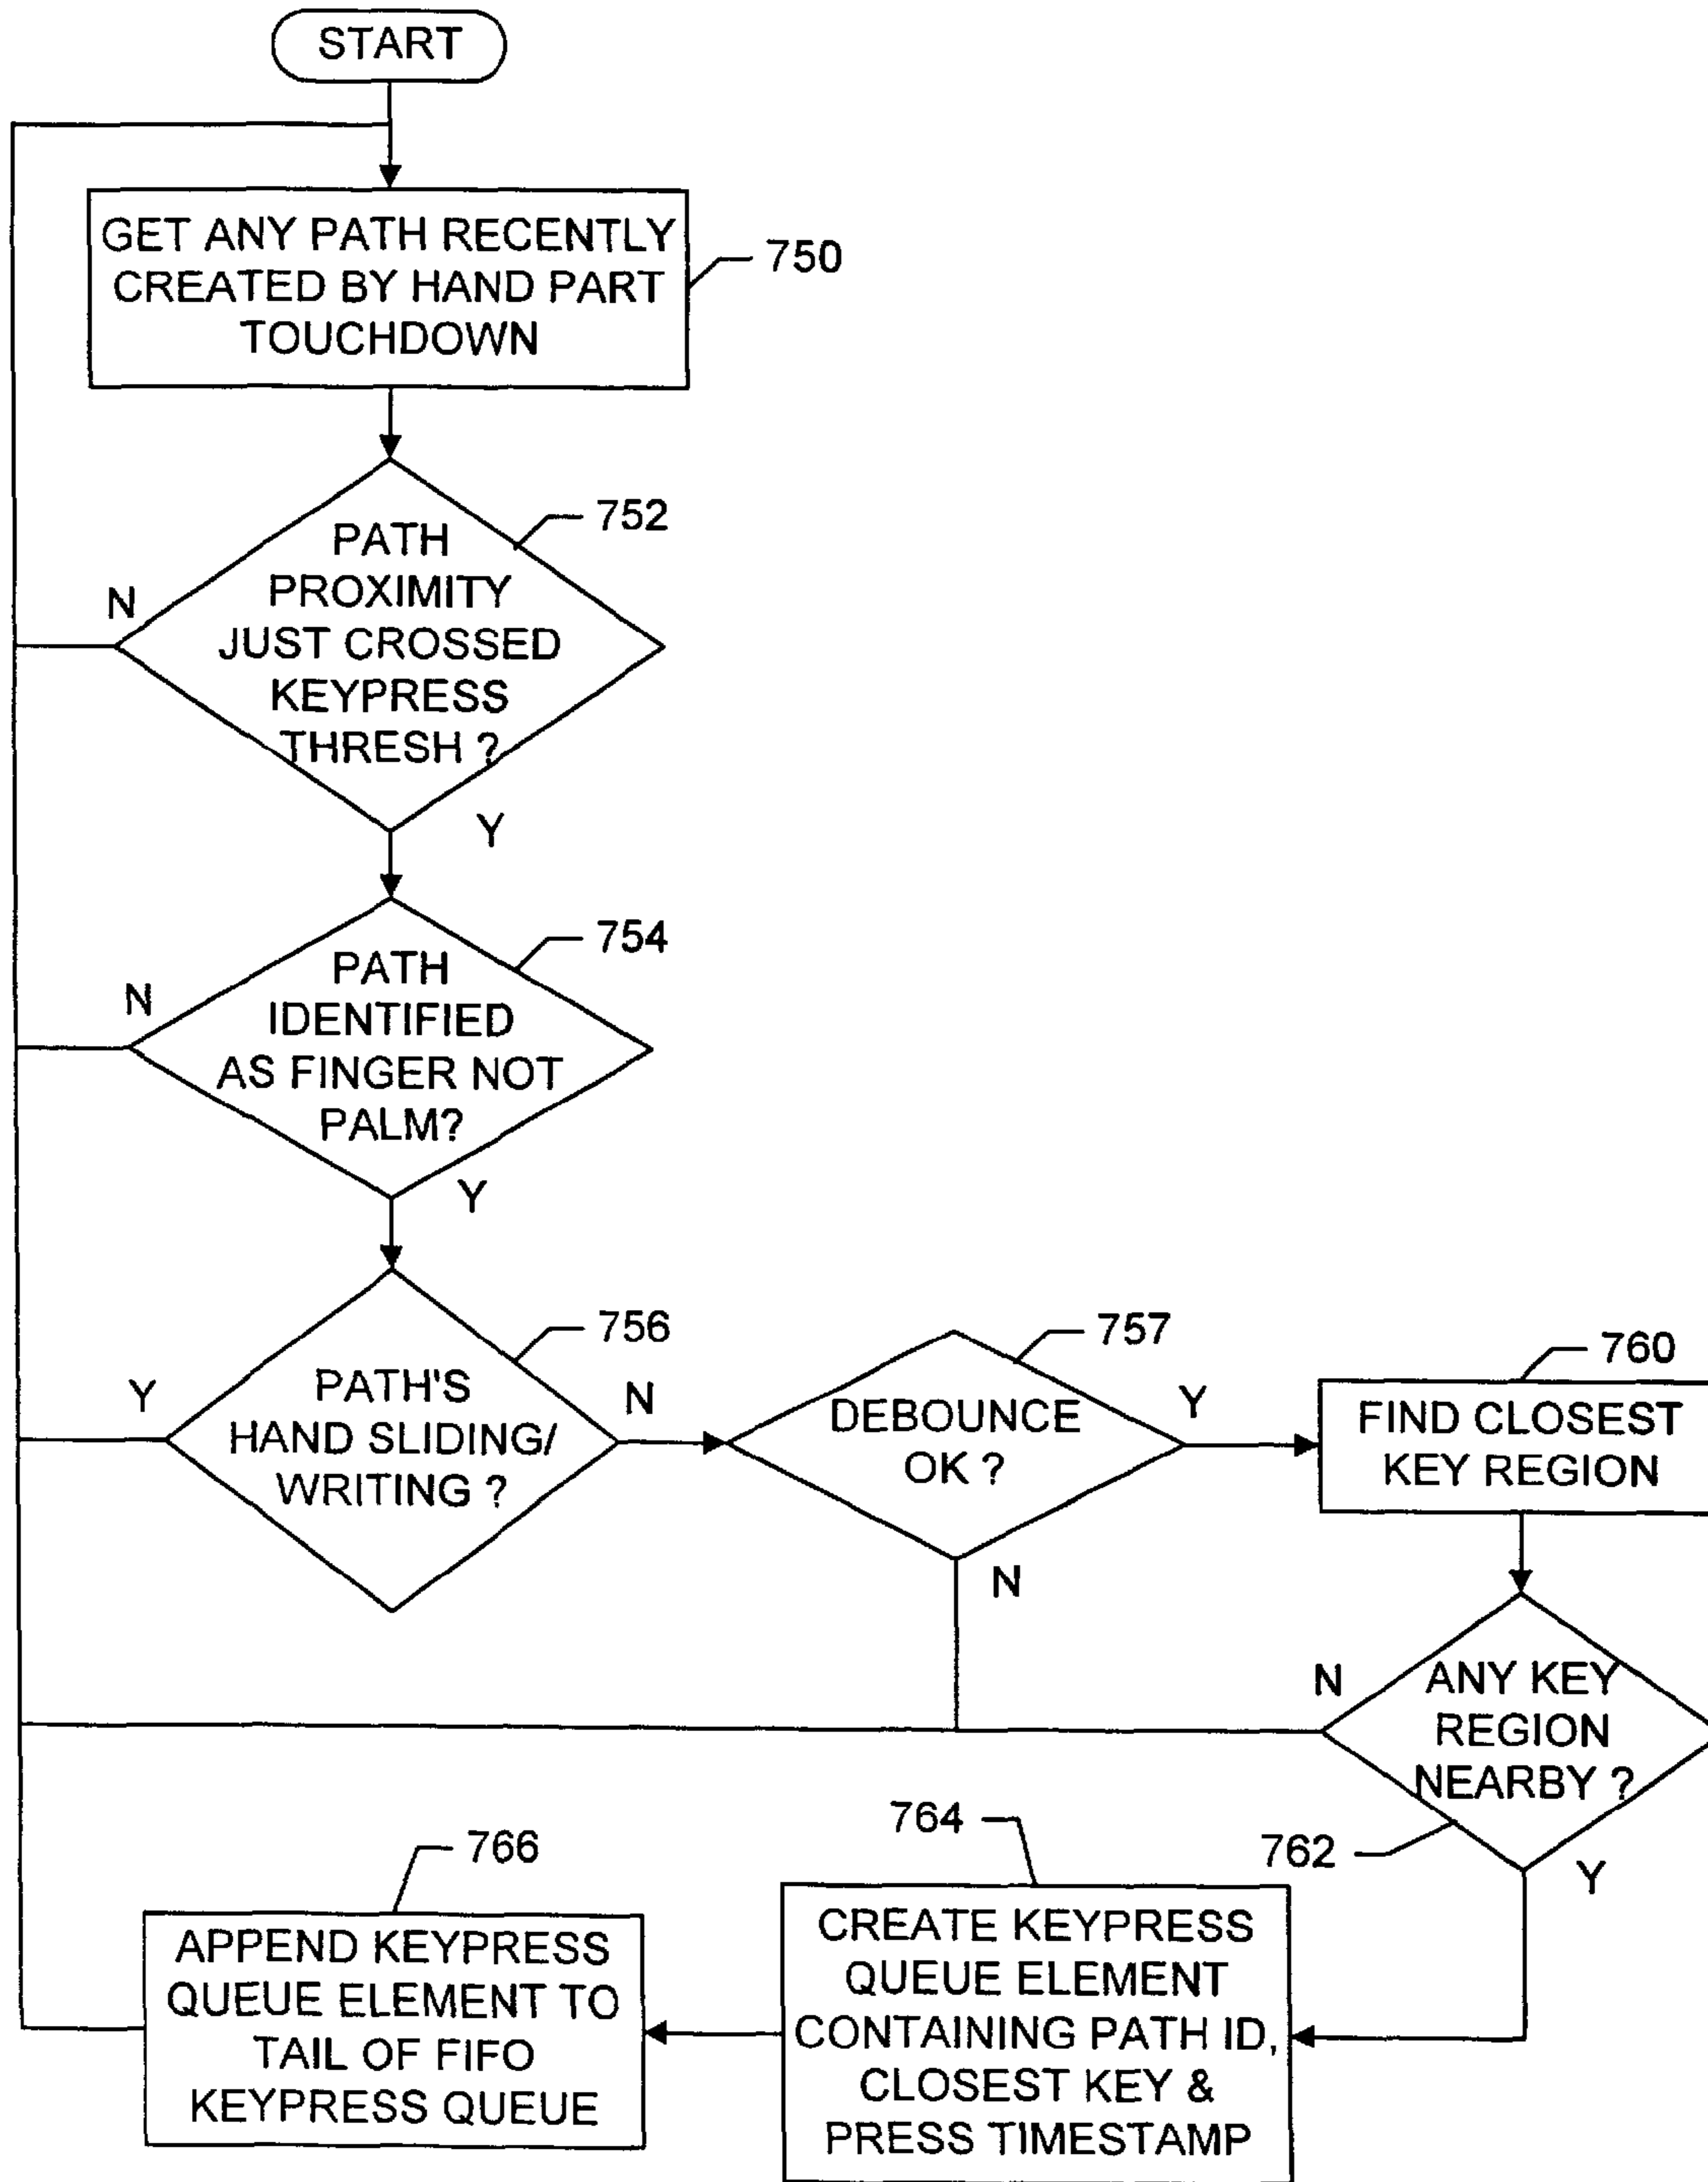 START
GET ANY PATH RECENTLY
CREATED BY HAND PART
TOUCHDOWN
750
752
PATH
PROXIMITY
JUST CROSSED
KEYPRESS
THRESH ?
N
Y
754
PATH
IDENTIFIED
AS FINGER NOT
PALM?
N
Y
756
PATH'S
HAND SLIDING/
WRITING ?
Y
N
757
DEBOUNCE
OK ?
Y
N
760
FIND CLOSEST
KEY REGION
ANY KEY
REGION
NEARBY ?
N
762
Y
764
CREATE KEYPRESS
QUEUE ELEMENT
CONTAINING PATH ID,
CLOSEST KEY &
PRESS TIMESTAMP
766
APPEND KEYPRESS
QUEUE ELEMENT TO
TAIL OF FIFO
KEYPRESS QUEUE